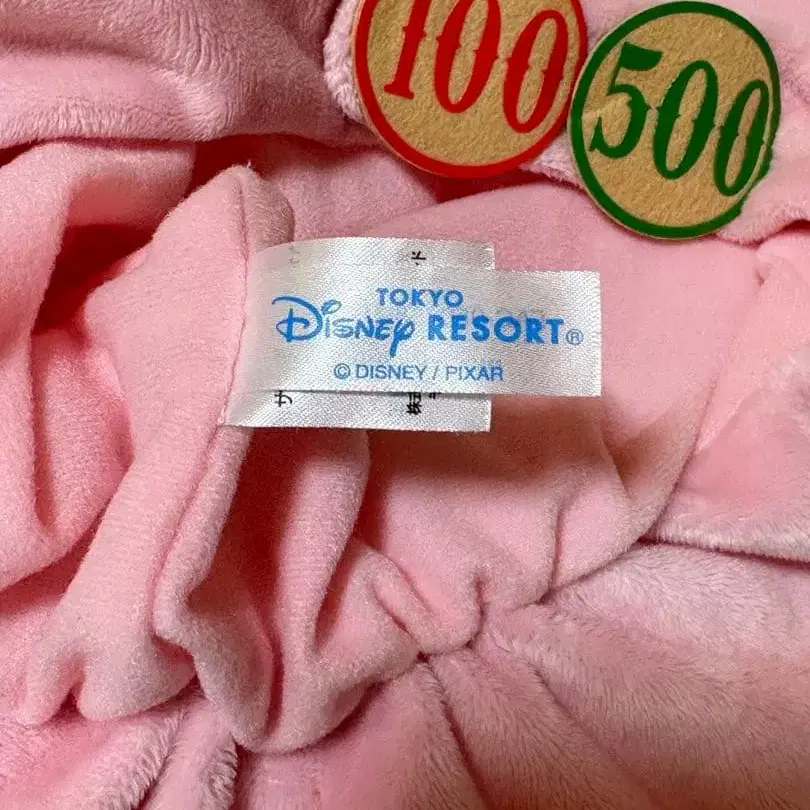 100
500
TOKYO
Disney RESORT®
© DISNEY / PIXAR